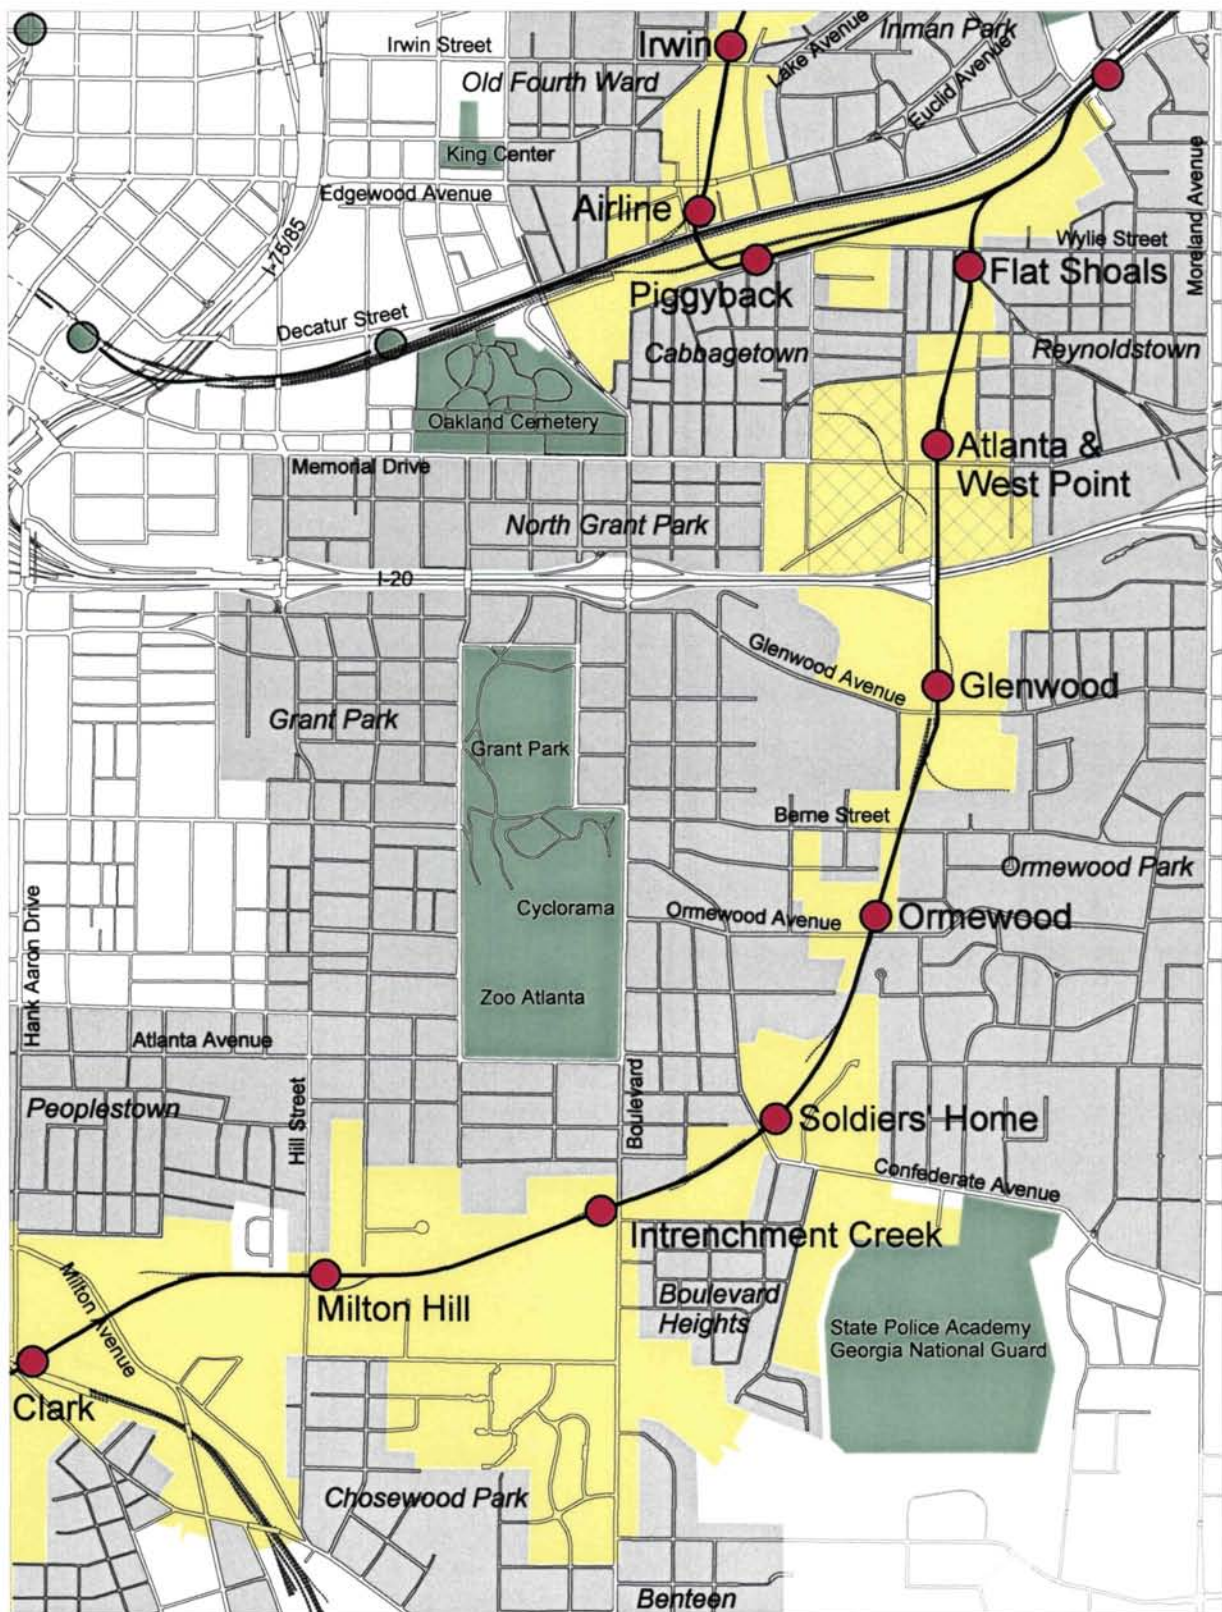 Irwin Street
Irwin
Lake Avenue
Inman Park
Euclid Avenue
Old Fourth Ward
King Center
Edgewood Avenue
Airline
I-75/85
Moreland Avenue
Wylie Street
Flat Shoals
Piggyback
Decatur Street
Cabbagetown
Reynoldstown
Oakland Cemetery
Atlanta &
West Point
Memorial Drive
North Grant Park
I-20
Glenwood Avenue
Glenwood
Grant Park
Grant Park
Berne Street
Ormewood Park
Cyclorama
Ormewood Avenue
Ormewood
Hank Aaron Drive
Zoo Atlanta
Atlanta Avenue
Peoplestown
Hill Street
Boulevard
Soldiers' Home
Confederate Avenue
Intrenchment Creek
Milton Avenue
Milton Hill
Boulevard
Heights
State Police Academy
Georgia National Guard
Clark
Chosewood Park
Benteen